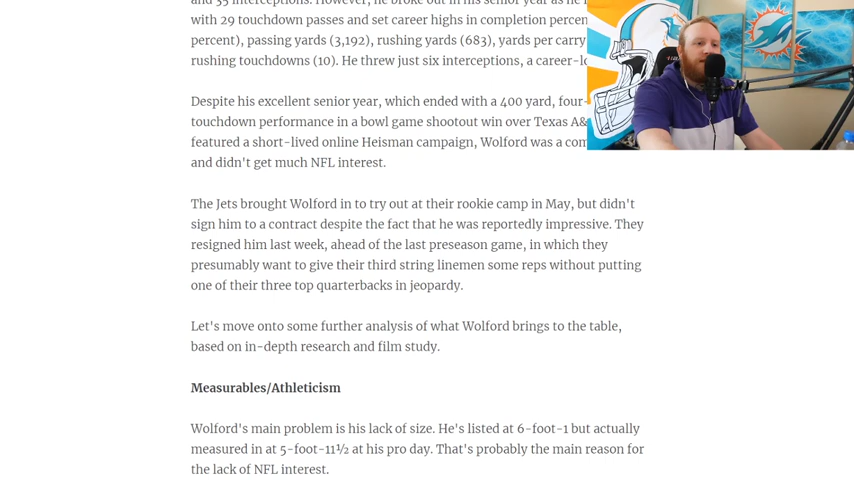 and 35 interceptions. However, he broke out in his senior year as he
with 29 touchdown passes and set career highs in completion percen
percent), passing yards (3,192), rushing yards (683), yards per carry
rushing touchdowns (10). He threw just six interceptions, a career-lo
Despite his excellent senior year, which ended with a 400 yard, four-
touchdown performance in a bowl game shootout win over Texas A&
featured a short-lived online Heisman campaign, Wolford was a com
and didn't get much NFL interest.
The Jets brought Wolford in to try out at their rookie camp in May, but didn't
sign him to a contract despite the fact that he was reportedly impressive. They
resigned him last week, ahead of the last preseason game, in which they
presumably want to give their third string linemen some reps without putting
one of their three top quarterbacks in jeopardy.
Let's move onto some further analysis of what Wolford brings to the table,
based on in-depth research and film study.
Measurables/Athleticism
Wolford's main problem is his lack of size. He's listed at 6-foot-1 but actually
measured in at 5-foot-11½ at his pro day. That's probably the main reason for
the lack of NFL interest.